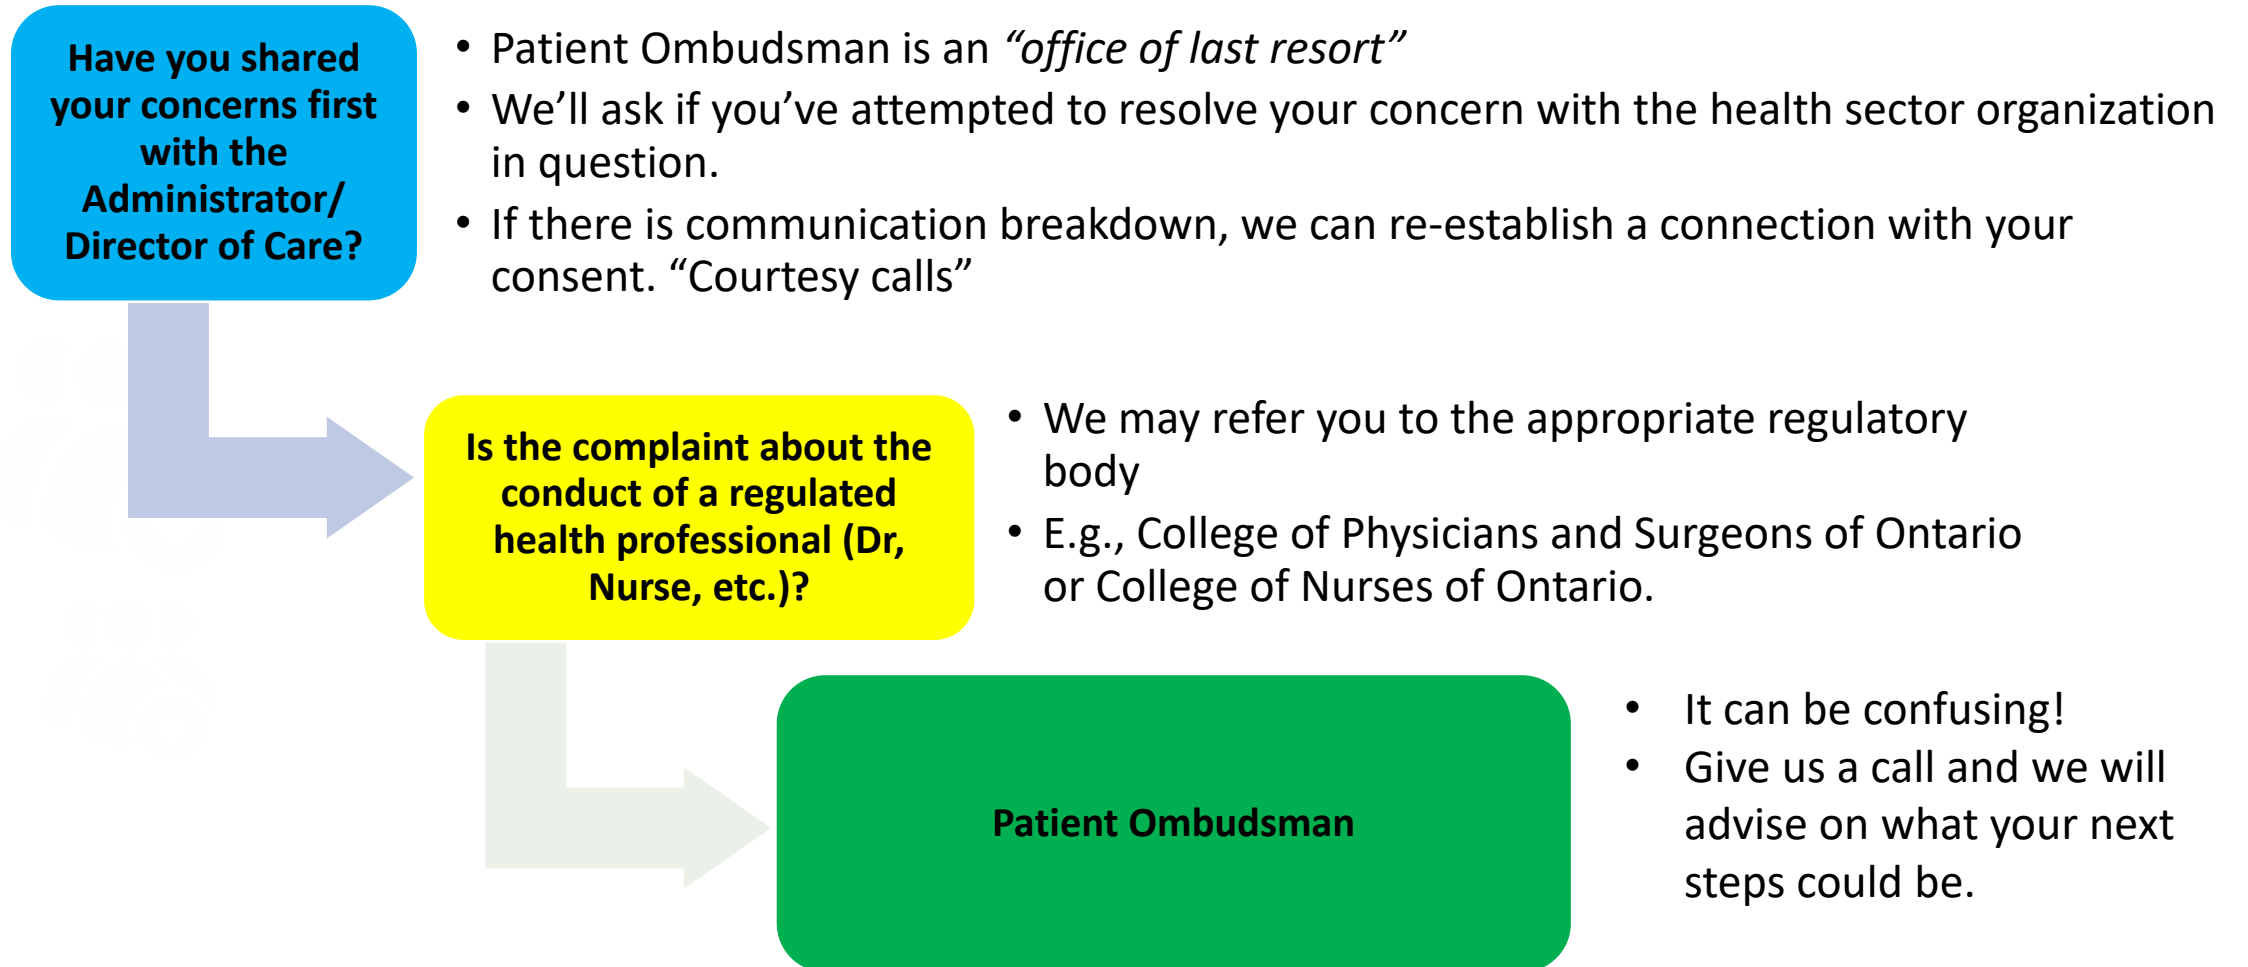 Have you shared
your concerns first
with the
Administrator/
Director of Care?
• Patient Ombudsman is an “office of last resort”
• We’ll ask if you’ve attempted to resolve your concern with the health sector organization
in question.
• If there is communication breakdown, we can re-establish a connection with your
consent. “Courtesy calls”
Is the complaint about the
conduct of a regulated
health professional (Dr,
Nurse, etc.)?
• We may refer you to the appropriate regulatory
body
• E.g., College of Physicians and Surgeons of Ontario
or College of Nurses of Ontario.
Patient Ombudsman
• It can be confusing!
• Give us a call and we will
advise on what your next
steps could be.